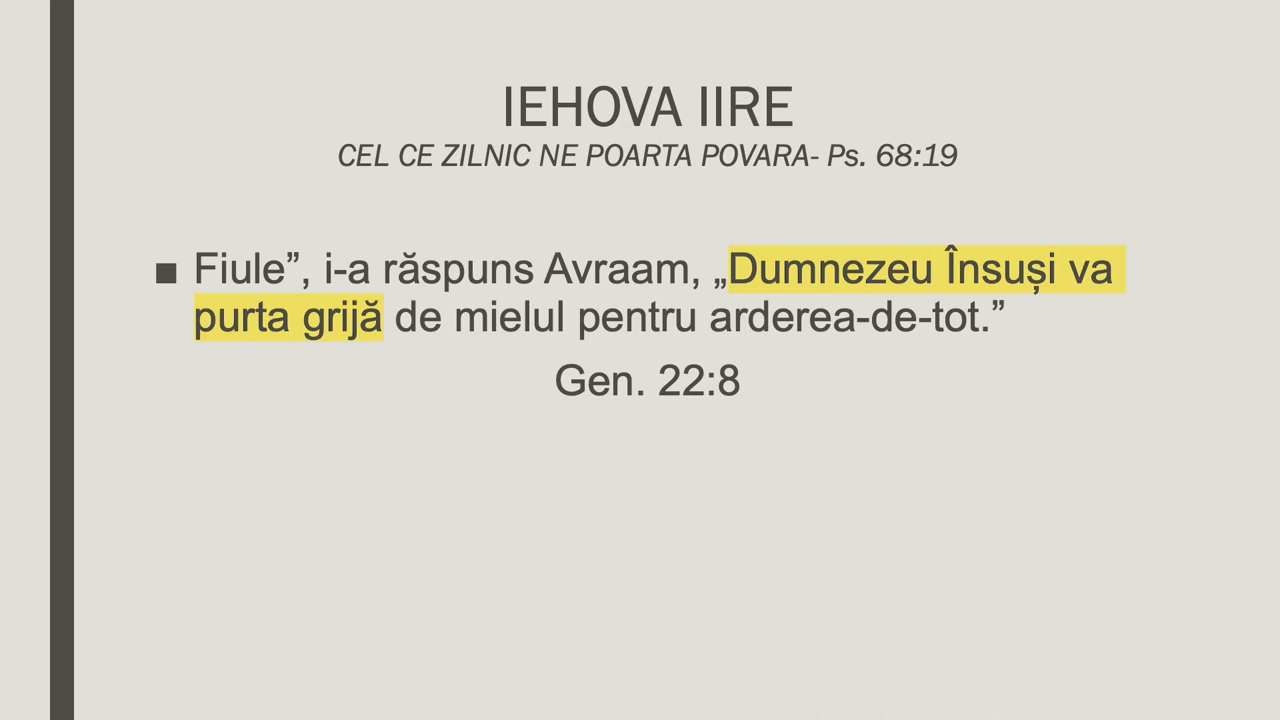 IEHOVA IIRE
CEL CE ZILNIC NE POARTA POVARA- Ps. 68:19
■ Fiule”, i-a răspuns Avraam, „Dumnezeu Însuși va
purta grijă de mielul pentru arderea-de-tot.”
Gen. 22:8